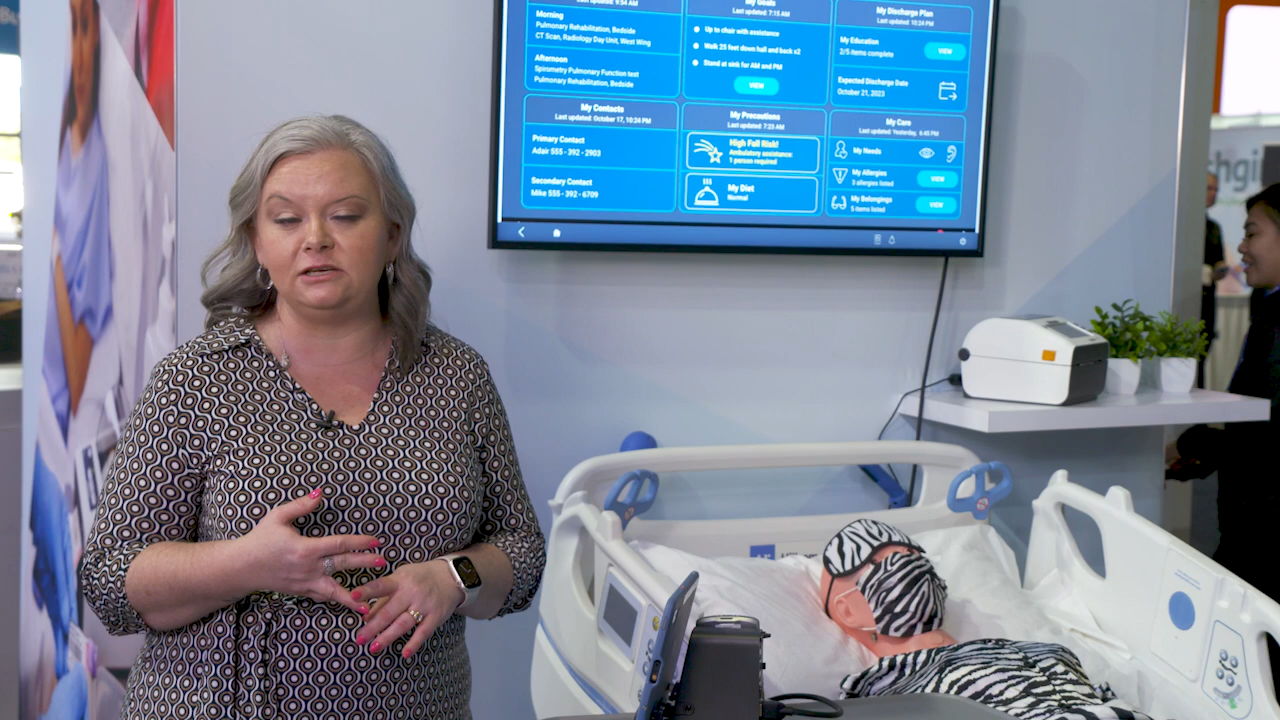 Last updated: 9:54 AM
Morning
Pulmonary Rehabilitation, Bedside
CT Scan, Radiology Day Unit, West Wing
Afternoon
Spirometry Pulmonary Function test
Pulmonary Rehabilitation, Bedside
My Goals
Last updated: 7:15 AM
Up to chair with assistance
Walk 25 feet down hall and back x2
Stand at sink for AM and PM
VIEW
My Discharge Plan
Last updated: 10:24 PM
My Education
2/5 items complete
VIEW
Expected Discharge Date
October 21, 2023
My Contacts
Last updated: October 17, 10:24 PM
Primary Contact
Adair 555 - 392 - 2903
Secondary Contact
Mike 555 - 392 - 6709
My Precautions
Last updated: 7:23 AM
High Fall Risk!
Ambulatory assistance:
1 person required
My Diet
Normal
My Care
Last updated: Yesterday, 6:45 PM
My Needs
My Allergies
3 allergies listed
VIEW
My Belongings
5 items listed
VIEW